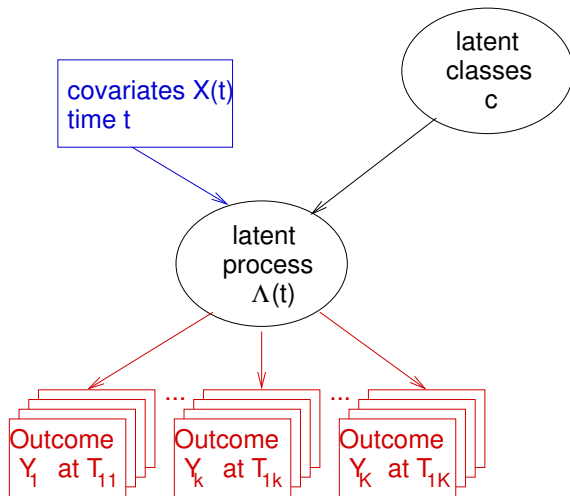 latent
classes
c
covariates X(t)
time t
latent
process
Λ(t)
... ...
Outcome Outcome Outcome
Y1 at T11 Yk at T1k YK at T1K